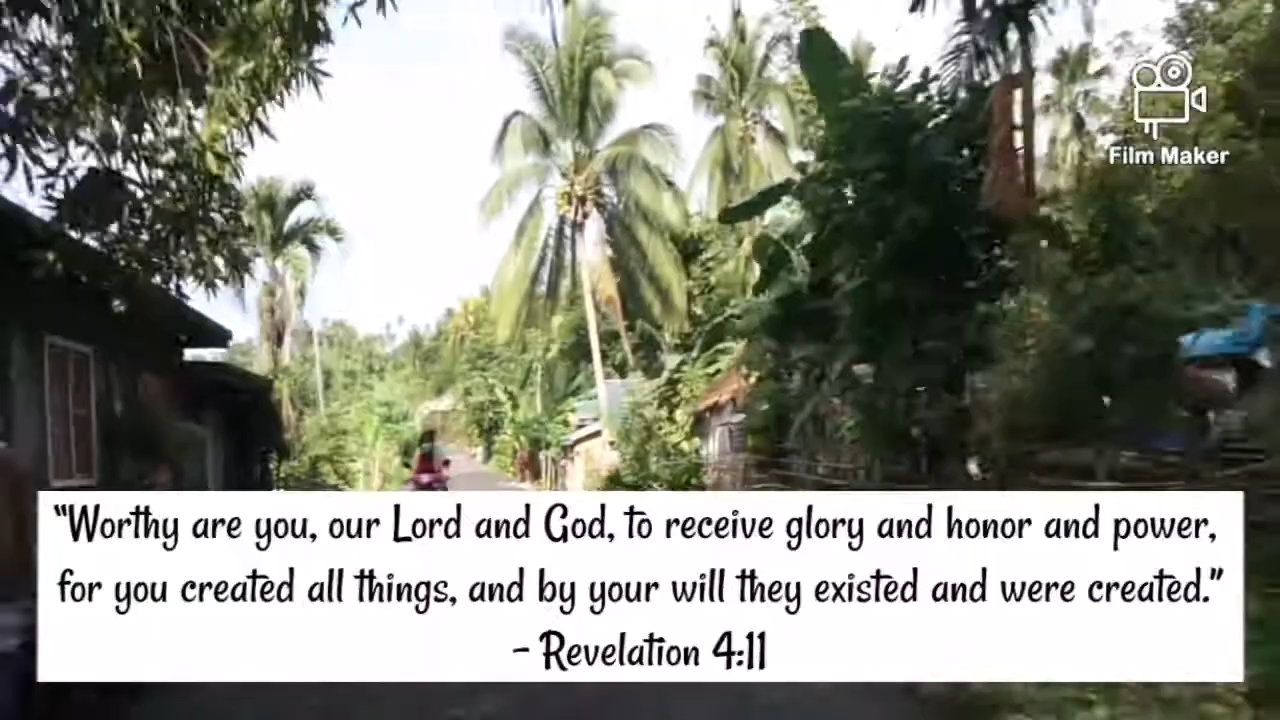 Film Maker
"Worthy are you, our Lord and God, to receive glory and honor and power,
for you created all things, and by your will they existed and were created."
- Revelation 4:11